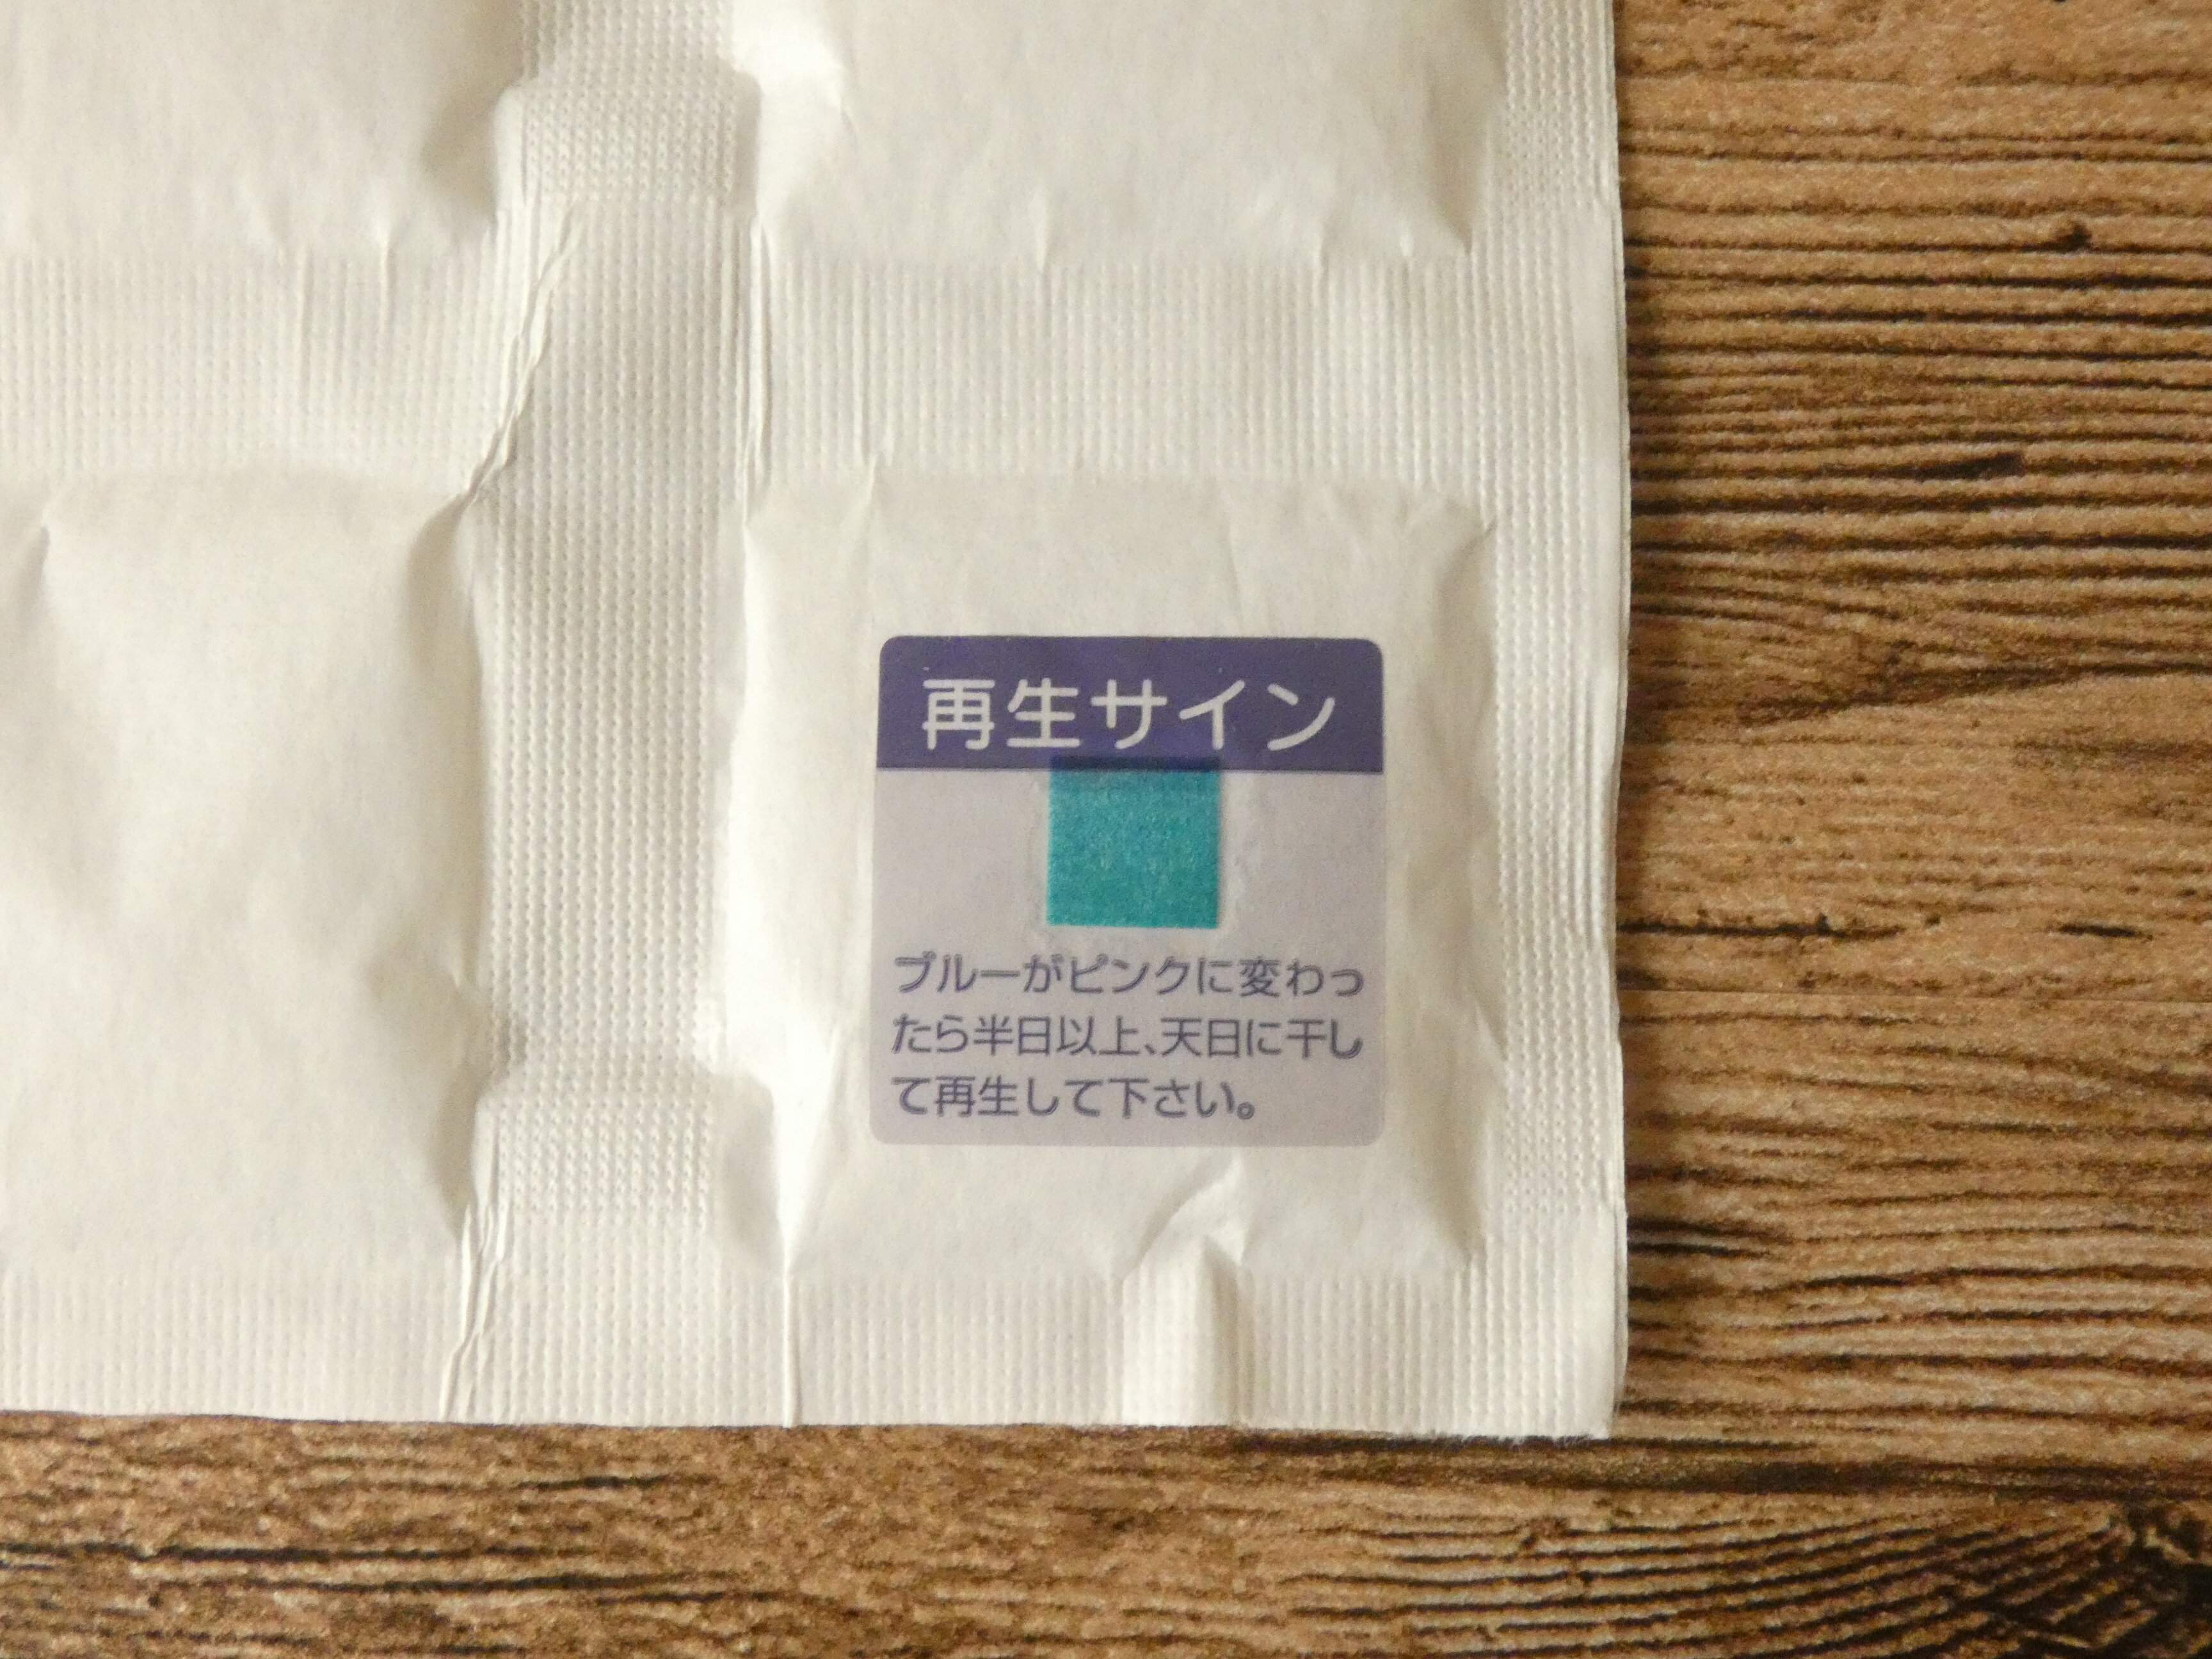 再生サイン
ブルーがピンクに変わっ
たら半日以上、天日に干し
て再生して下さい。